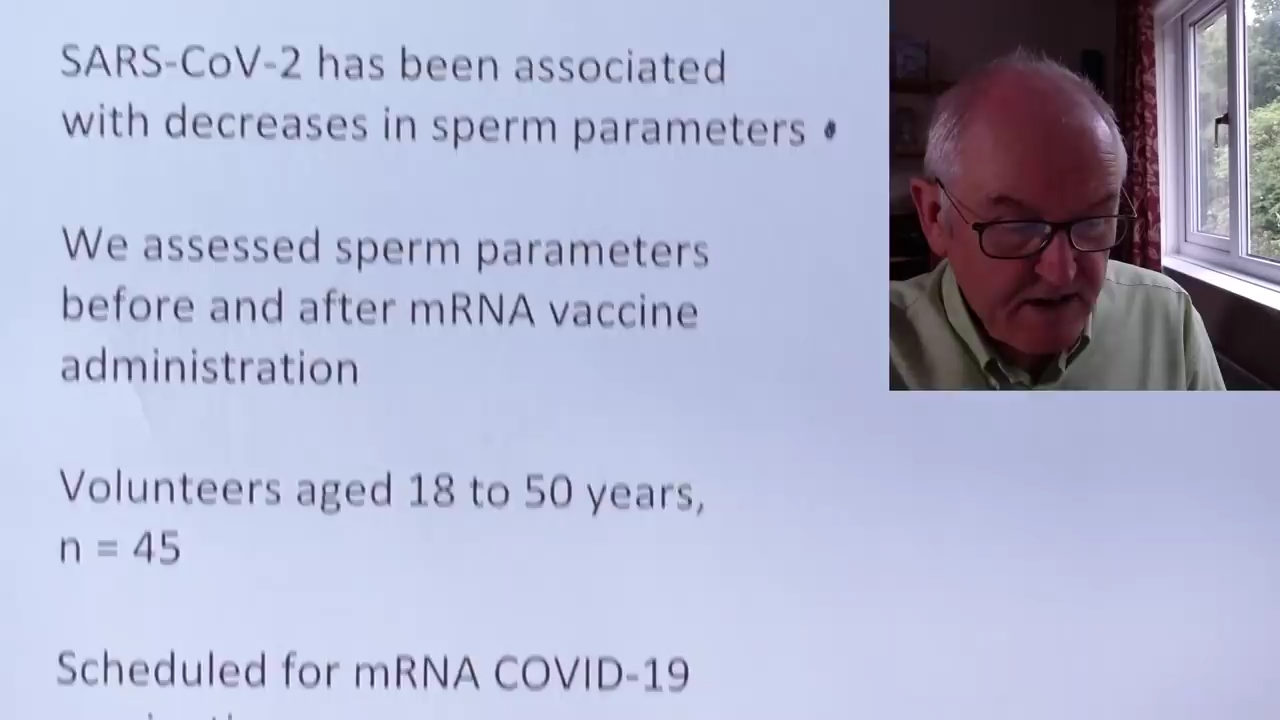 SARS-CoV-2 has been associated
with decreases in sperm parameters
We assessed sperm parameters
before and after mRNA vaccine
administration
Volunteers aged 18 to 50 years,
n = 45
Scheduled for mRNA COVID-19